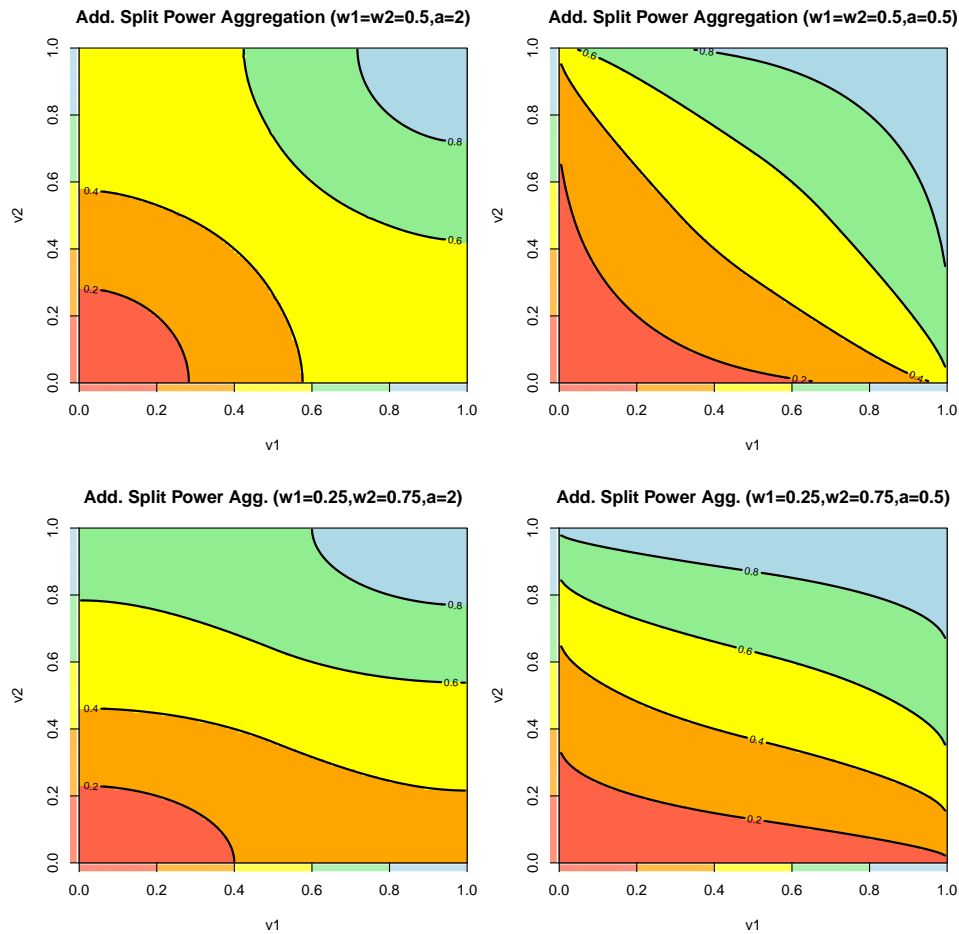 Add. Split Power Aggregation (w1=w2=0.5,a=2)
v2
0.0 0.2 0.4 0.6 0.8 1.0
0.2
0.4
0.6
0.8
0.0 0.2 0.4 0.6 0.8 1.0
v1
Add. Split Power Aggregation (w1=w2=0.5,a=0.5)
v2
0.0 0.2 0.4 0.6 0.8 1.0
0.2
0.4
0.6
0.8
0.0 0.2 0.4 0.6 0.8 1.0
v1
Add. Split Power Agg. (w1=0.25,w2=0.75,a=2)
v2
0.0 0.2 0.4 0.6 0.8 1.0
0.2
0.4
0.6
0.8
0.0 0.2 0.4 0.6 0.8 1.0
v1
Add. Split Power Agg. (w1=0.25,w2=0.75,a=0.5)
v2
0.0 0.2 0.4 0.6 0.8 1.0
0.2
0.4
0.6
0.8
0.0 0.2 0.4 0.6 0.8 1.0
v1